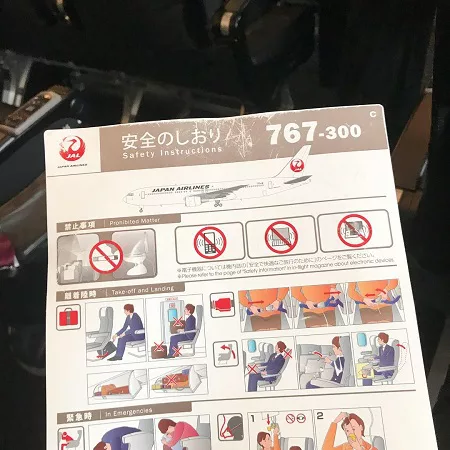 C
安全のしおり 767-300
Safety Instructions
JAL
JAPAN AIRLINES
JAPAN AIRLINES
禁止事項 Prohibited Matter
※電子機器については機内誌の「安全で快適なご旅行のために」のページをご覧ください。
※Please refer to the page of "Safety Information" in in-flight magazine about electronic devices.
離着陸時 Take-off and Landing
緊急時 In Emergencies
1
2